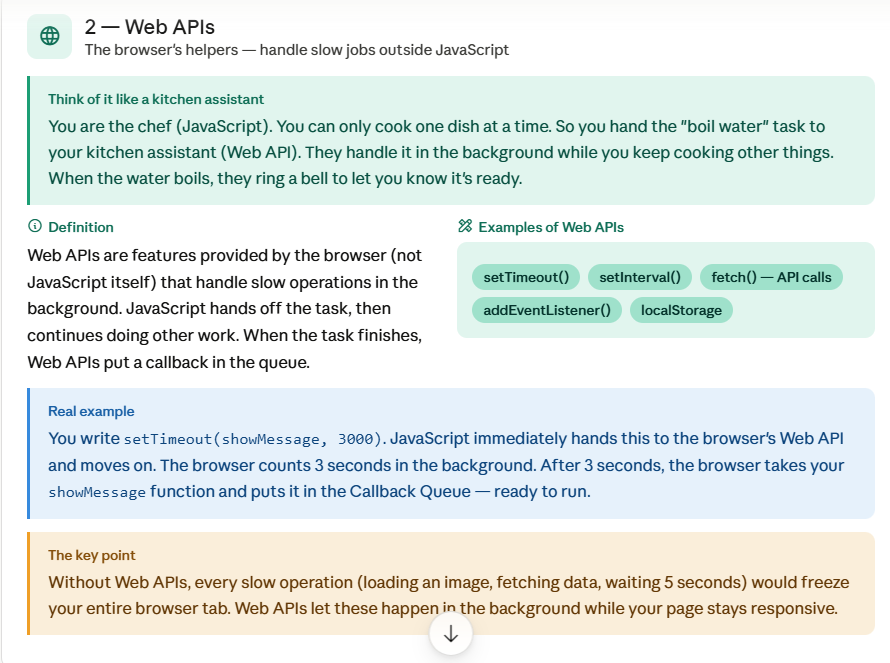 2 — Web APIs
The browser's helpers — handle slow jobs outside JavaScript
Think of it like a kitchen assistant
You are the chef (JavaScript). You can only cook one dish at a time. So you hand the "boil water" task to
your kitchen assistant (Web API). They handle it in the background while you keep cooking other things.
When the water boils, they ring a bell to let you know it's ready.
Definition
Web APIs are features provided by the browser (not
JavaScript itself) that handle slow operations in the
background. JavaScript hands off the task, then
continues doing other work. When the task finishes,
Web APIs put a callback in the queue.
Examples of Web APIs
setTimeout() setInterval() fetch() — API calls
addEventListener() localStorage
Real example
You write setTimeout(showMessage, 3000). JavaScript immediately hands this to the browser's Web API
and moves on. The browser counts 3 seconds in the background. After 3 seconds, the browser takes your
showMessage function and puts it in the Callback Queue — ready to run.
The key point
Without Web APIs, every slow operation (loading an image, fetching data, waiting 5 seconds) would freeze
your entire browser tab. Web APIs let these happen in the background while your page stays responsive.